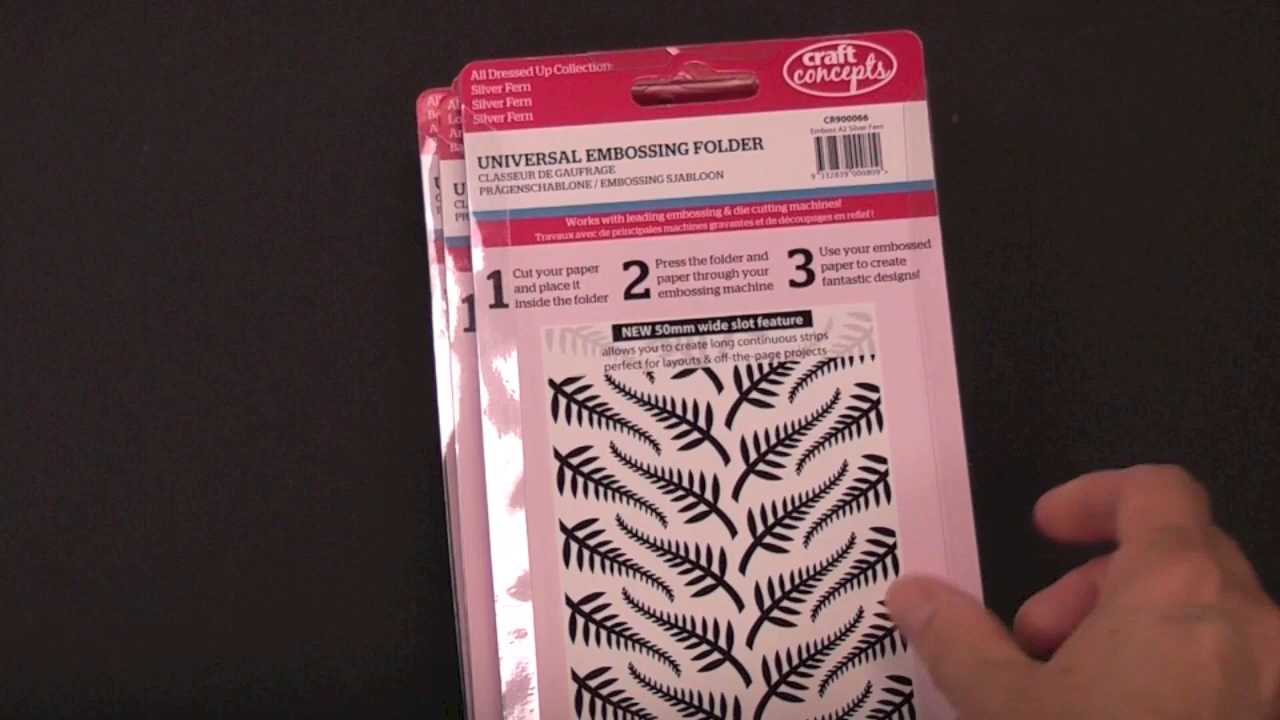 All Dressed Up Collection:
Silver Fern
Silver Fern
Silver Fern
craft
concepts
CR900066
Emboss A2 Silver Fern
UNIVERSAL EMBOSSING FOLDER
CLASSEUR DE GAUFRAGE
PRÄGENSCHABLONE / EMBOSSING SJABLOON
Works with leading embossing & die cutting machines!
Travaux avec de principales machines gravantes et de découpages en relief!
1 Cut your paper
and place it
inside the folder
2 Press the folder and
paper through your
embossing machine
3 Use your embossed
paper to create
fantastic designs!
NEW 50mm wide slot feature
allows you to create long continuous strips
perfect for layouts & off-the-page projects